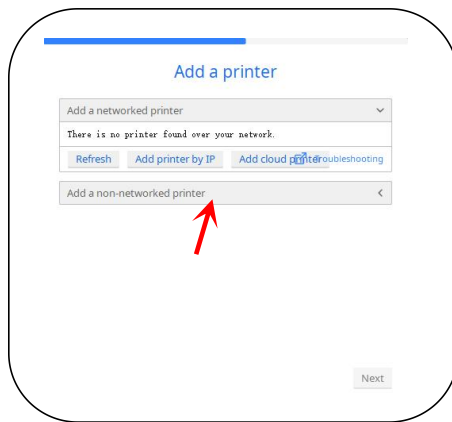 Add a printer
Add a networked printer
There is no printer found over your network.
Refresh Add printer by IP Add cloud printer Troubleshooting
Add a non-networked printer
Next